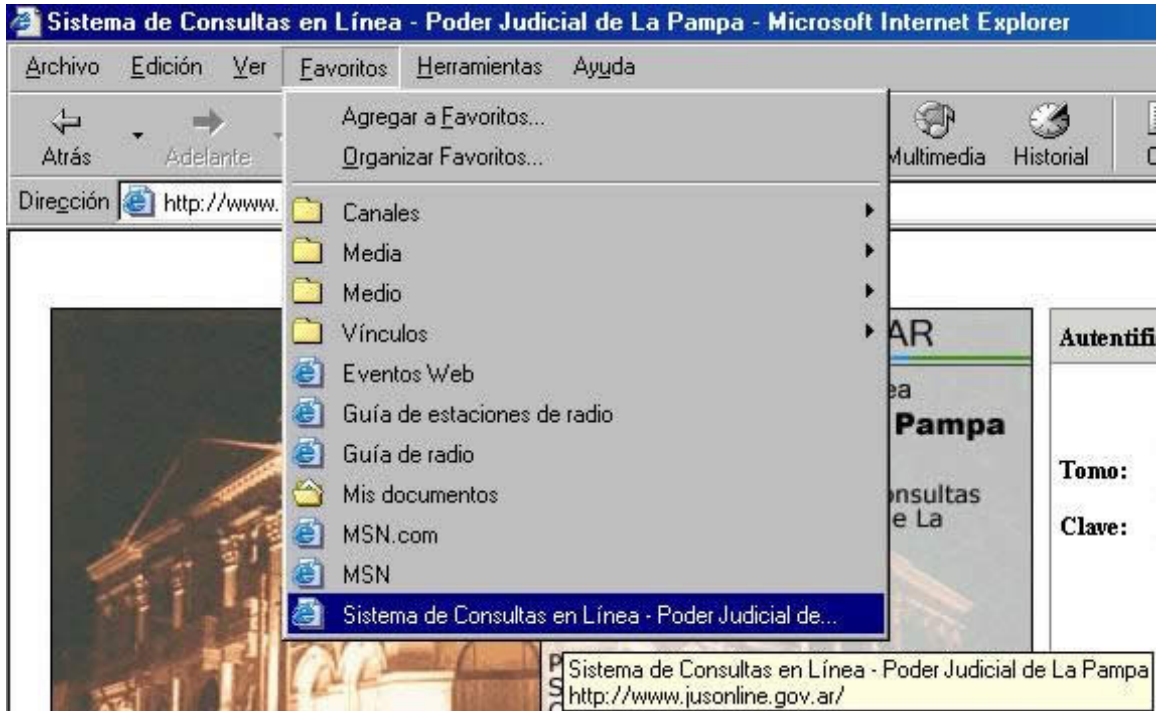 Sistema de Consultas en Línea - Poder Judicial de La Pampa - Microsoft Internet Explorer
Archivo Edición Ver Favoritos Herramientas Ayuda
Agregar a Favoritos...
Organizar Favoritos...
Atrás Adelante Multimedia Historial
Dirección http://www.
Canales
Media
Medio
Vínculos
Eventos Web
Guía de estaciones de radio
Guía de radio
Mis documentos
MSN.com
MSN
Sistema de Consultas en Línea - Poder Judicial de...
AR
Pampa
e La
Tomo:
Clave:
Sistema de Consultas en Línea - Poder Judicial de La Pampa
http://www.jusonline.gov.ar/